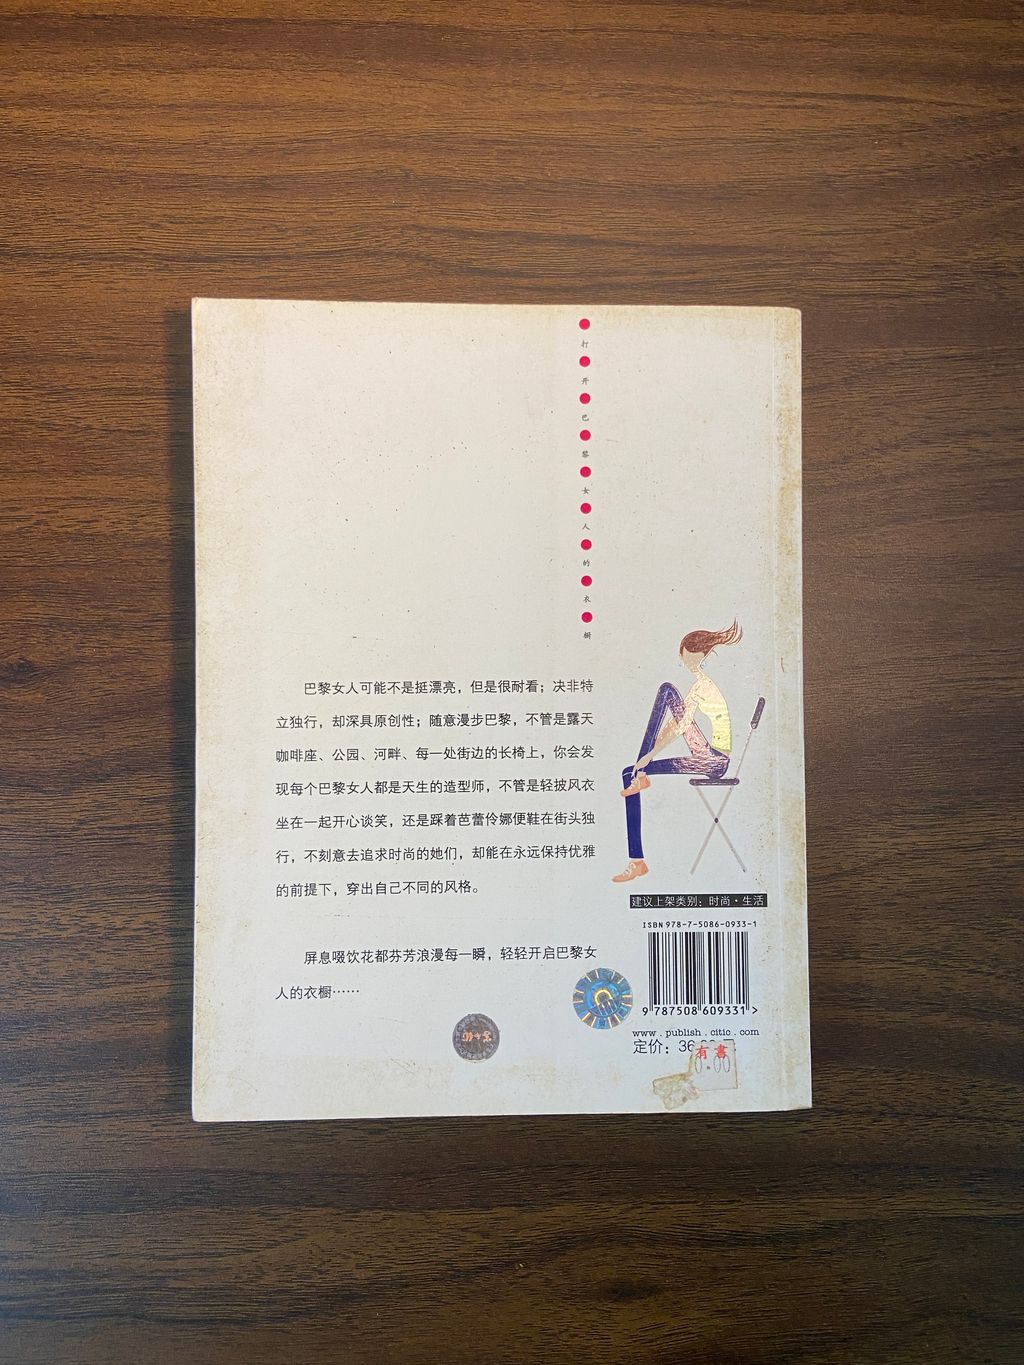 打开巴黎女人的衣橱
巴黎女人可能不是挺漂亮，但是很耐看；决非特
立独行，却深具原创性；随意漫步巴黎，不管是露天
咖啡座、公园、河畔、每一处街边的长椅上，你会发
现每个巴黎女人都是天生的造型师，不管是轻披风衣
坐在一起开心谈笑，还是踩着芭蕾伶娜便鞋在街头独
行，不刻意去追求时尚的她们，却能在永远保持优雅
的前提下，穿出自己不同的风格。
屏息啜饮花都芬芳浪漫每一瞬，轻轻开启巴黎女
人的衣橱……
建议上架类别：时尚·生活
ISBN 978-7-5086-0933-1
9 787508 609331 >
www.publish.citic.com
定价：36
有書
0.00